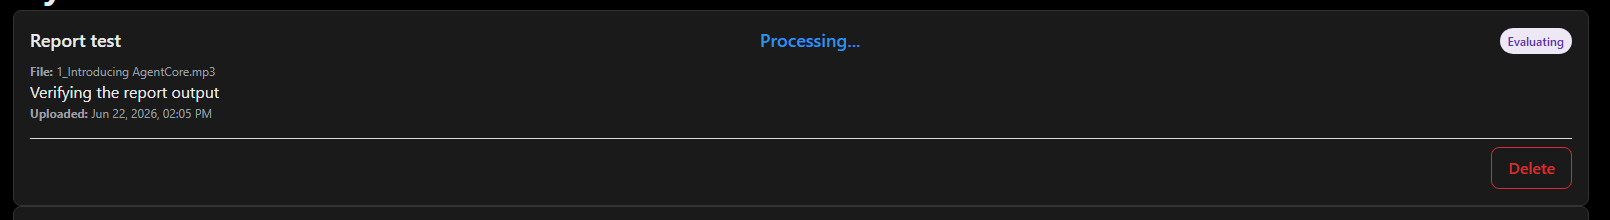 Report test
Processing...
Evaluating
File: 1_Introducing AgentCore.mp3
Verifying the report output
Uploaded: Jun 22, 2026, 02:05 PM
Delete